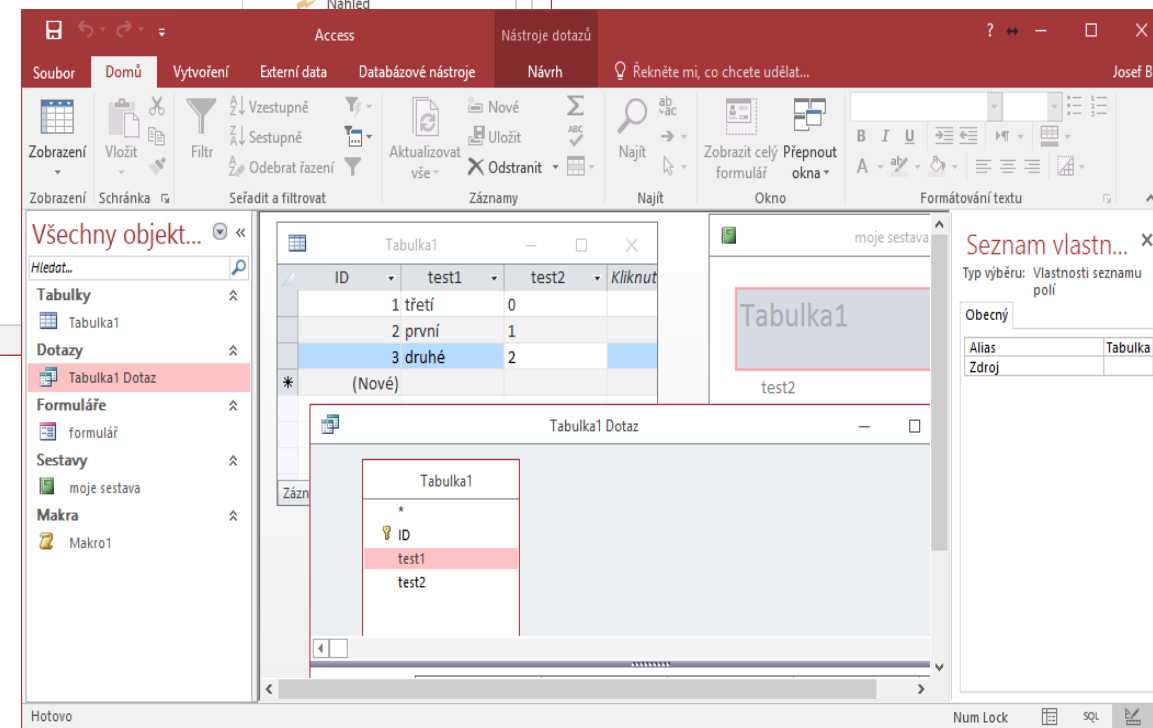 Náhled
Access
Nástroje dotazů
?
Soubor Domů Vytvoření Externí data Databázové nástroje Návrh Řekněte mi, co chcete udělat... Josef B
Zobrazení
Vložit
Filtr
Vzestupně
Sestupně
Odebrat řazení
Aktualizovat
vše
Nové
Uložit
Odstranit
Σ
ABC
Najít
Zobrazit celý
formulář
Přepnout
okna
B I U
A
Zobrazení Schránka Seřadit a filtrovat Záznamy Najít Okno Formátování textu
Všechny objekt... «
Hledat...
Tabulky
Tabulka1
Dotazy
Tabulka1 Dotaz
Formuláře
formulář
Sestavy
moje sestava
Makra
Makro1
Tabulka1
ID test1 test2 Kliknut
1 třetí 0
2 první 1
3 druhé 2
* (Nové)
Zázn
moje sestava
Tabulka1
test2
Tabulka1 Dotaz
Tabulka1
*
ID
test1
test2
Seznam vlastn...
Typ výběru: Vlastnosti seznamu
polí
Obecný
Alias Tabulka
Zdroj
Hotovo
Num Lock
SQL